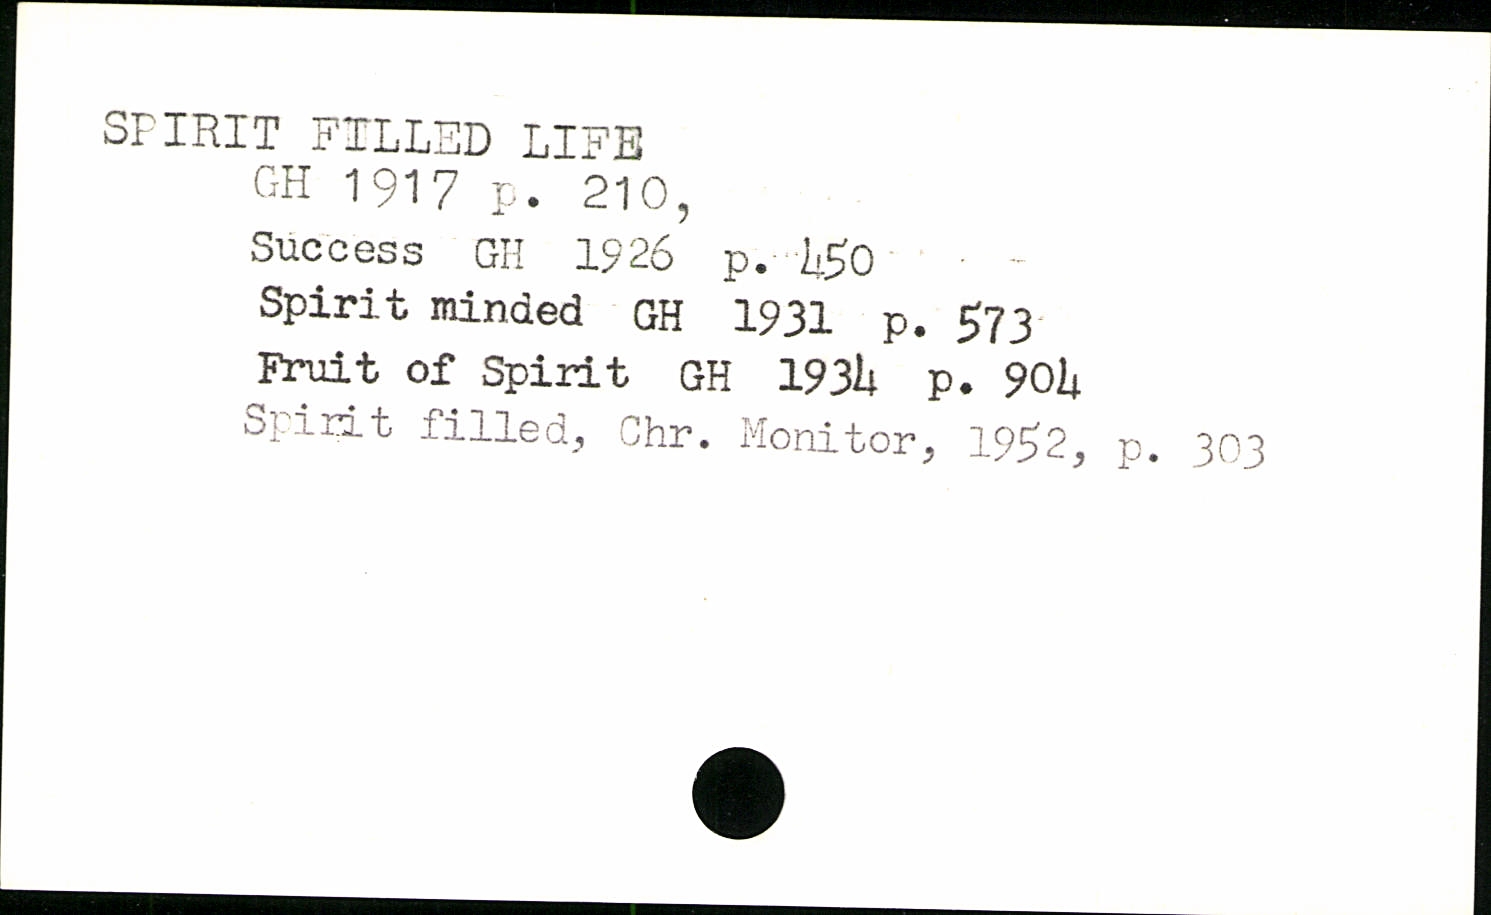 SPIRIT FILLED LIFE
GH 1917 p. 210,
Success GH 1926 p. 450
Spirit minded GH 1931 p. 573
Fruit of Spirit GH 1934 p. 904
Spirit filled, Chr. Monitor, 1952, p. 303